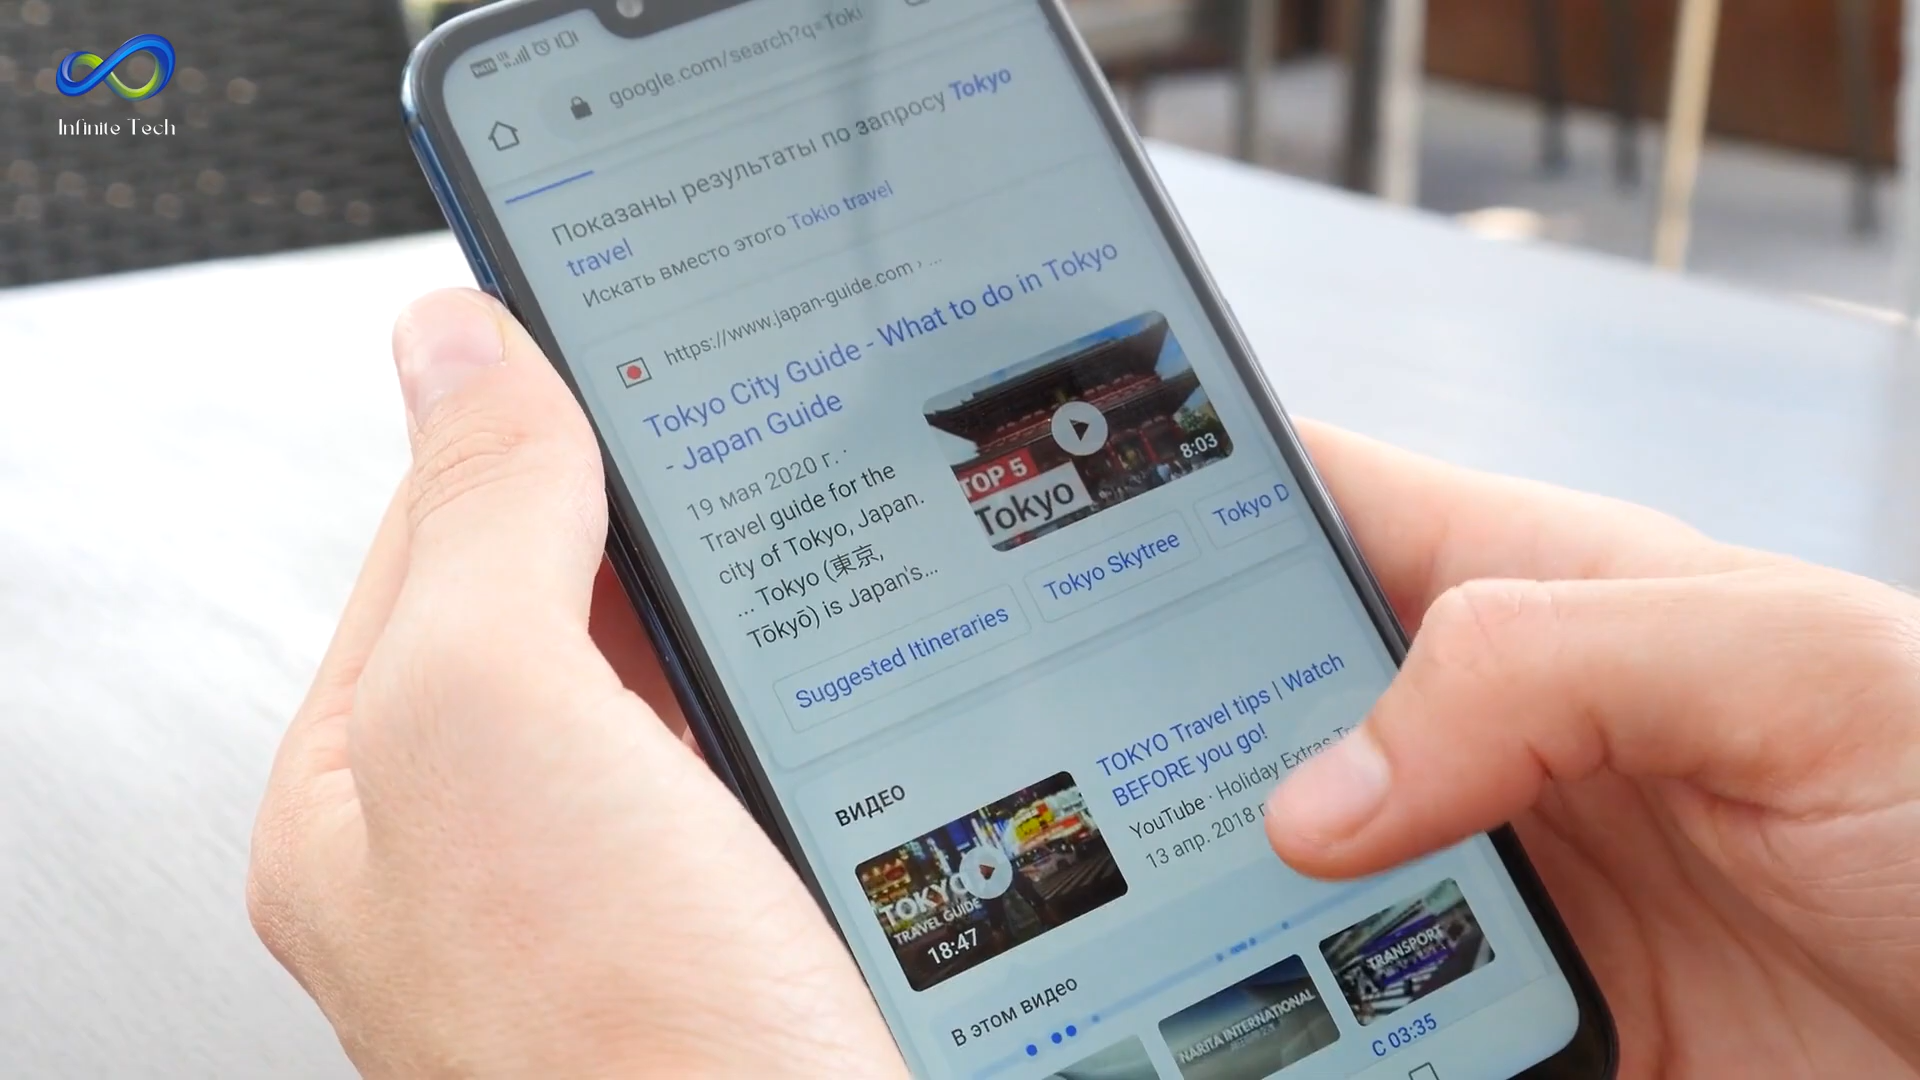 Infinite Tech
google.com/search?q=Toki
Показаны результаты по запросу Tokyo
travel
Искать вместо этого Tokio travel
https://www.japan-guide.com › ...
Tokyo City Guide - What to do in Tokyo
- Japan Guide
19 мая 2020 г. ·
Travel guide for the
city of Tokyo, Japan.
... Tokyo (東京,
Tōkyō) is Japan's...
TOP 5
Tokyo
8:03
Suggested Itineraries
Tokyo Skytree
Tokyo D
ВИДЕО
TOKYO
TRAVEL GUIDE
18:47
TOKYO Travel tips | Watch
BEFORE you go!
YouTube · Holiday Extras Tr
13 апр. 2018 г
В этом видео
NARITA INTERNATIONAL
TRANSPORT
С 03:35